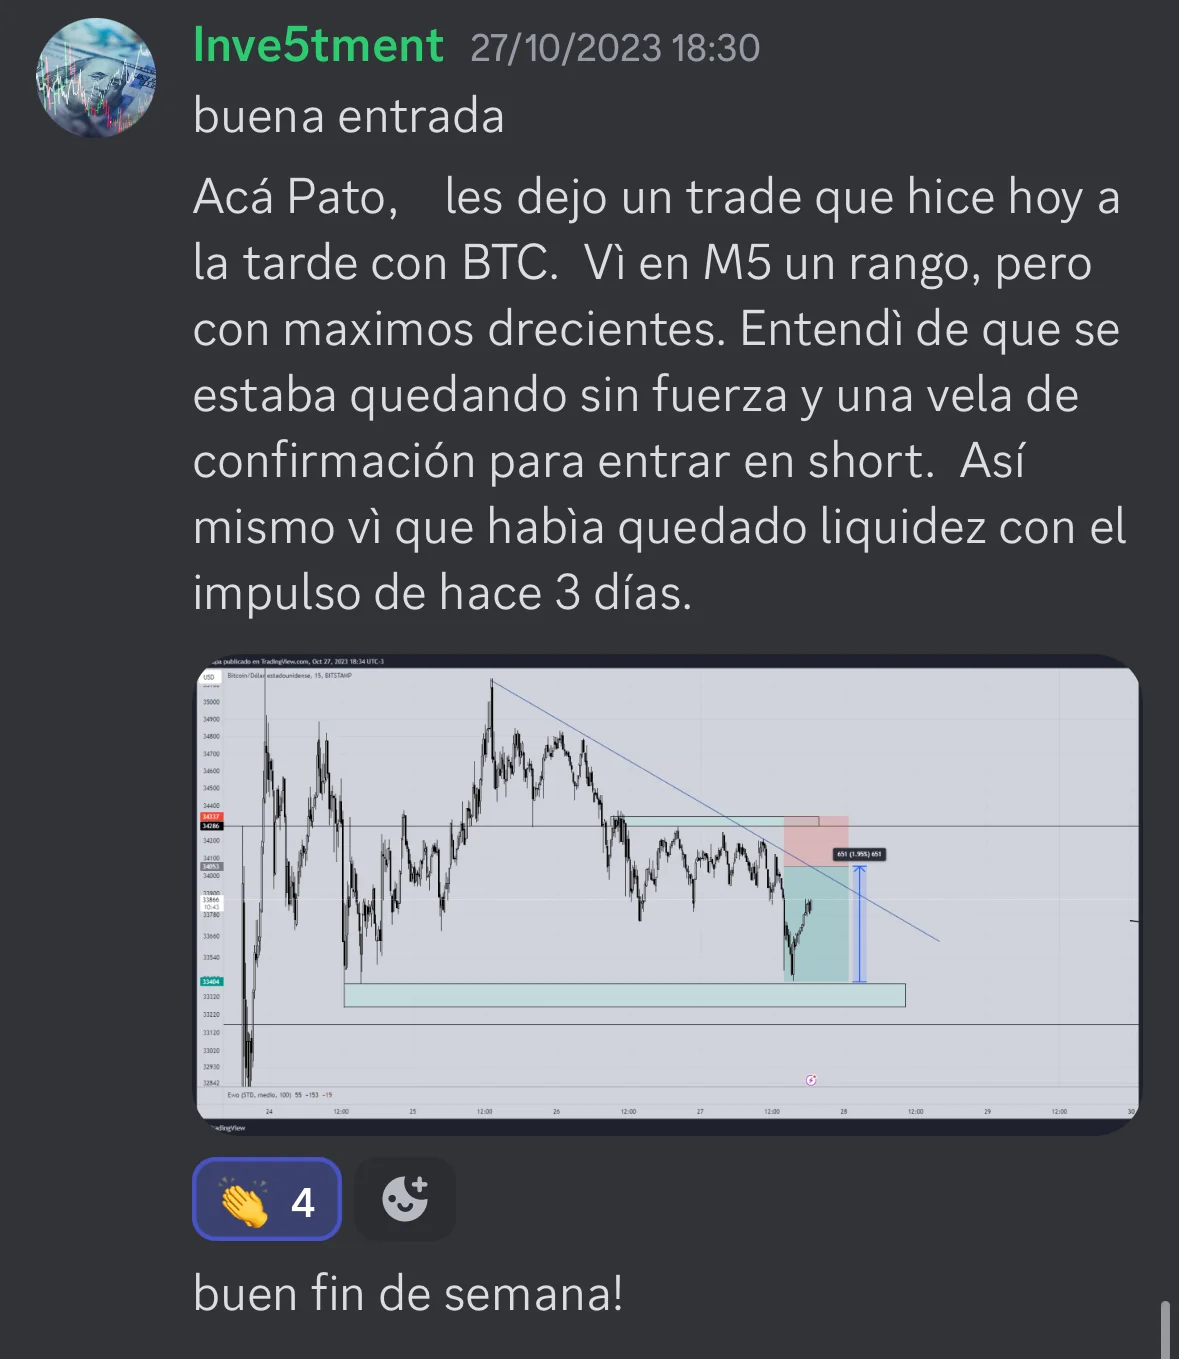 Inve5tment 27/10/2023 18:30
buena entrada
Acá Pato,    les dejo un trade que hice hoy a
la tarde con BTC.  Vì en M5 un rango, pero
con maximos drecientes. Entendì de que se
estaba quedando sin fuerza y una vela de
confirmación para entrar en short.  Así
mismo vì que habìa quedado liquidez con el
impulso de hace 3 días.
publicado en TradingView.com, Oct 27, 2023 18:34 UTC-3
USD
Bitcoin/Dólar estadounidense, 15, BITSTAMP
35000
34900
34800
34700
34600
34500
34400
34337
34286
34200
34100
34053
34000
33900
33866
10:43
33780
33660
33540
33404
33320
33220
33120
33020
32930
32842
651 (1.95%) 651
(STD, media, 100) 55 -153 -19
24 12:00 25 12:00 26 12:00 27 12:00 28 12:00 29 12:00 30
adingView
4
buen fin de semana!